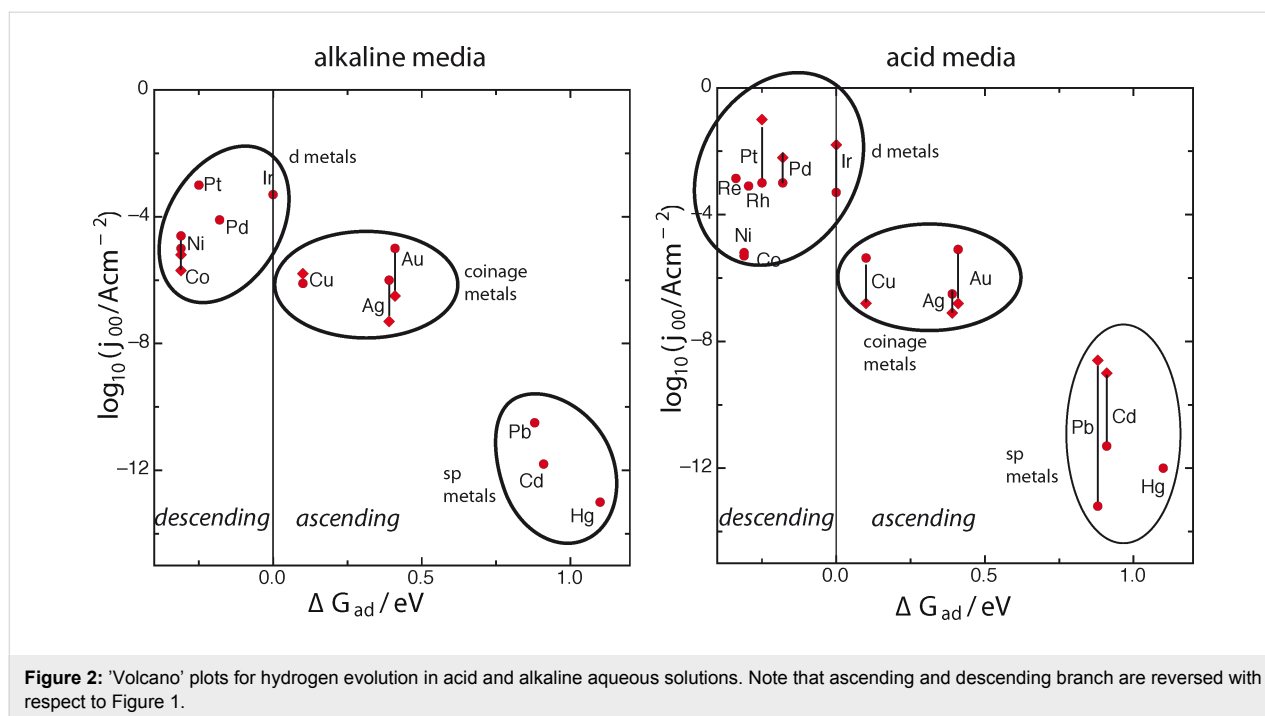 alkaline media
0
−4
−8
−12
log10 (j 00/Acm−2)
d metals
Pt
Ir
Pd
Ni
Co
Cu
Au
Ag
coinage
metals
Pb
Cd
Hg
sp
metals
descending
ascending
0.0
0.5
1.0
Δ G ad / eV
acid media
0
−4
−8
−12
log10 (j 00/Acm−2)
d metals
Pt
Pd
Ir
Re
Rh
Ni
Co
Cu
Au
Ag
coinage
metals
Pb
Cd
Hg
sp
metals
descending
ascending
0.0
0.5
1.0
Δ G ad / eV
Figure 2: ’Volcano’ plots for hydrogen evolution in acid and alkaline aqueous solutions. Note that ascending and descending branch are reversed with
respect to Figure 1.